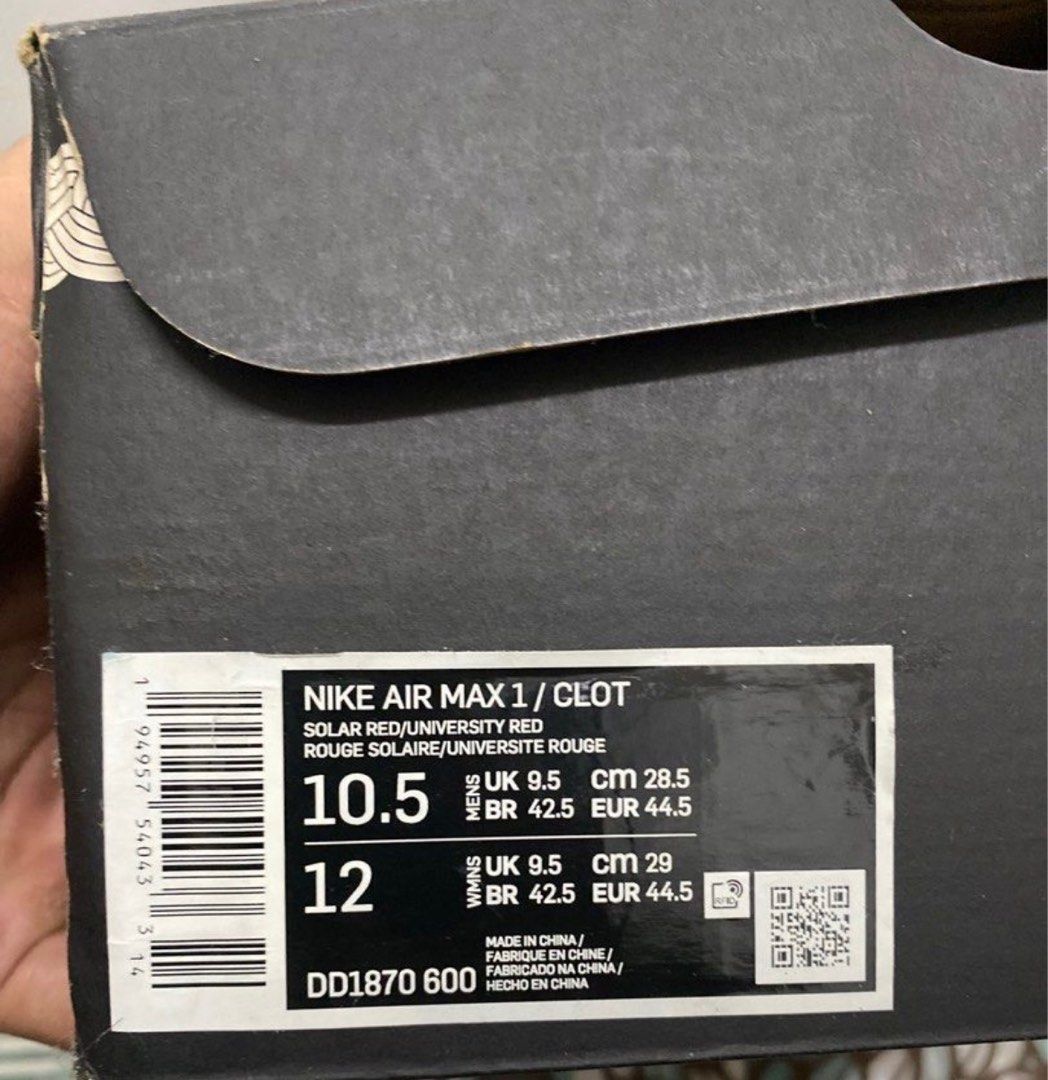 NIKE AIR MAX 1 / CLOT
SOLAR RED/UNIVERSITY RED
ROUGE SOLAIRE/UNIVERSITE ROUGE
10.5 MENS UK 9.5 cm 28.5
BR 42.5 EUR 44.5
12 WMNS UK 9.5 cm 29
BR 42.5 EUR 44.5
RFID
MADE IN CHINA /
FABRIQUE EN CHINE /
FABRICADO NA CHINA /
HECHO EN CHINA
DD1870 600
1 94957 54043 3 14